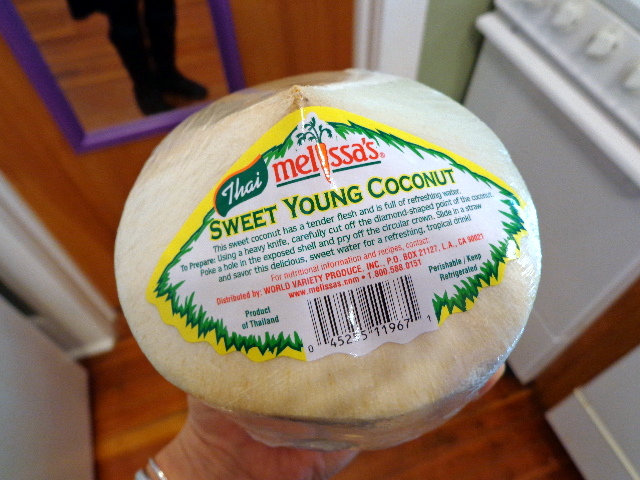 Thai
melissa's®
SWEET YOUNG COCONUT
This sweet coconut has a tender flesh and is full of refreshing water.
To Prepare: Using a heavy knife, carefully cut off the diamond-shaped point of the coconut.
Poke a hole in the exposed shell and pry off the circular crown. Slide in a straw
and savor this delicious, sweet water for a refreshing, tropical drink!
For nutritional information and recipes, contact:
Distributed by: WORLD VARIETY PRODUCE, INC., P.O. BOX 21127, L.A., CA 90021
www.melissas.com • 1 800.588.0151
Product
of Thailand
Perishable / Keep
Refrigerated
0 45255 11967 1